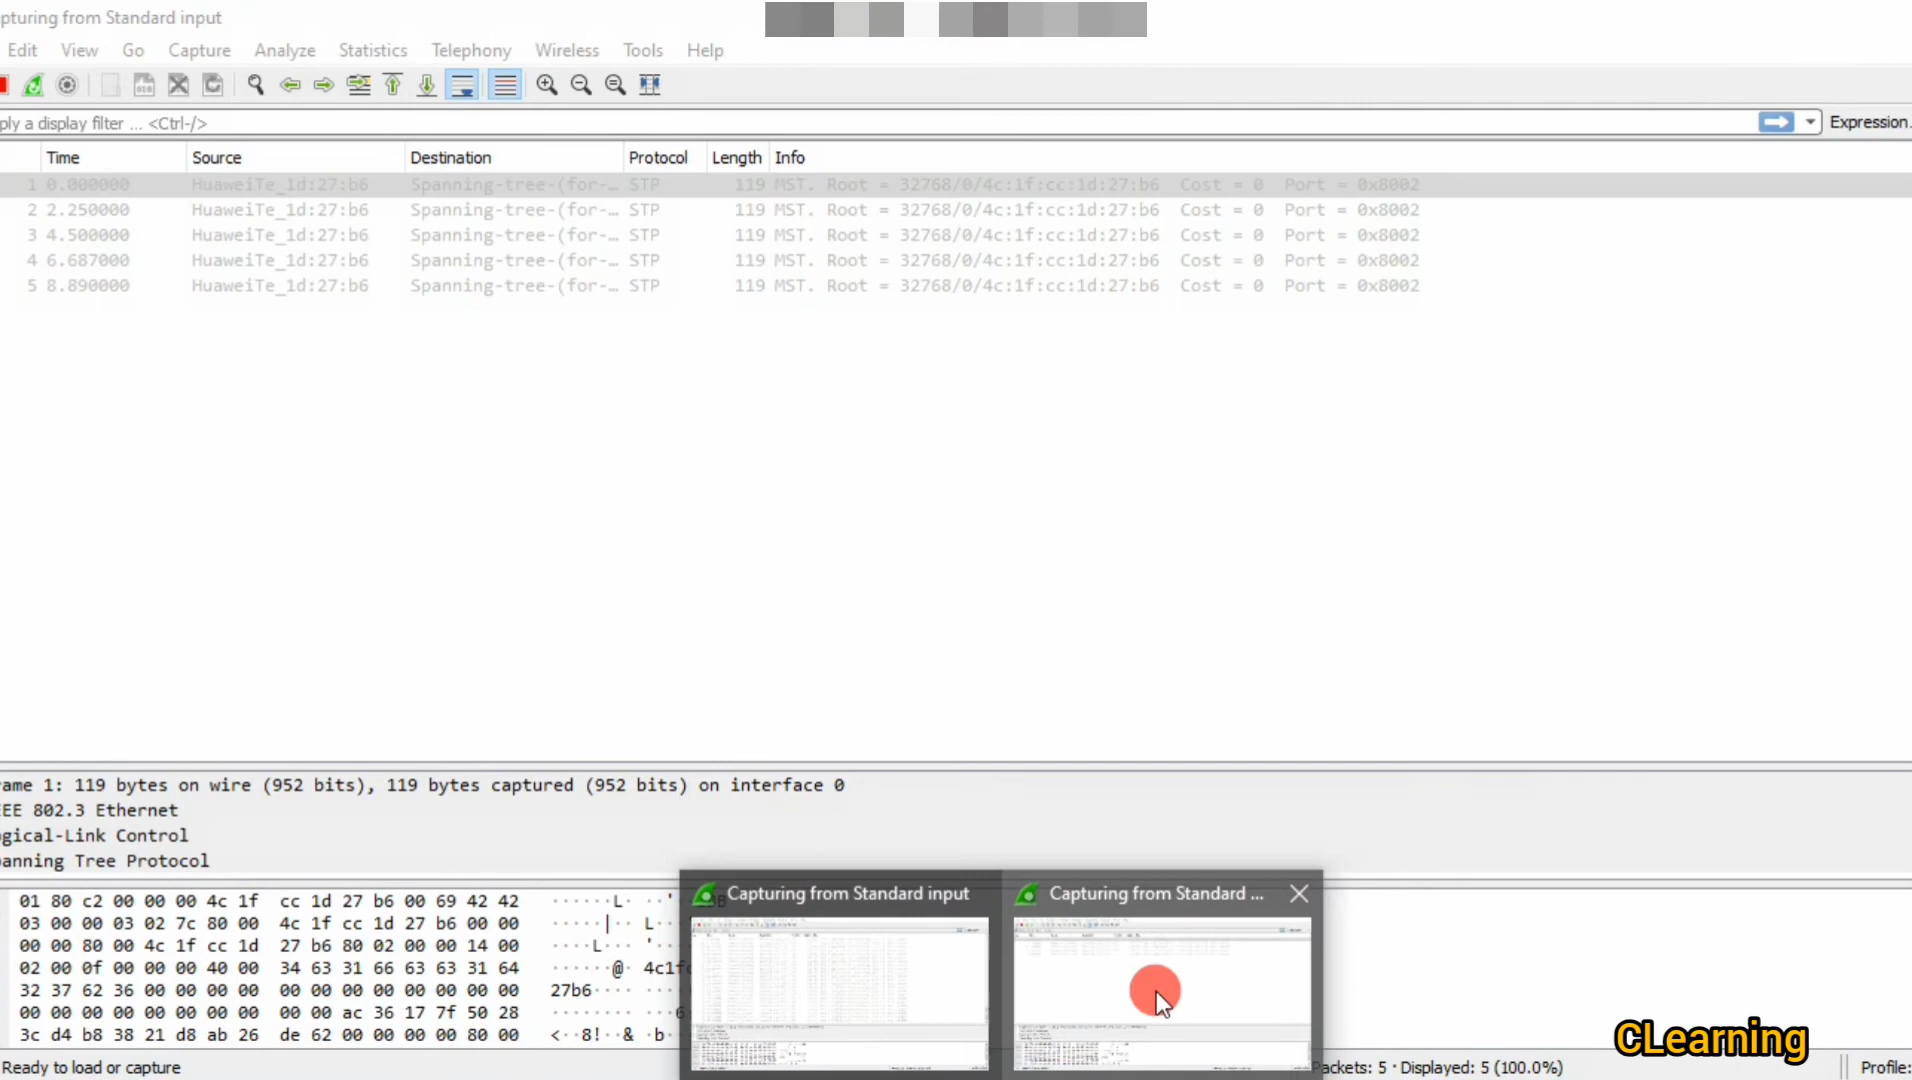 pturing from Standard input
Edit View Go Capture Analyze Statistics Telephony Wireless Tools Help
ply a display filter ... <Ctrl-/> Expression.
Time Source Destination Protocol Length Info
1 0.000000 HuaweiTe_1d:27:b6 Spanning-tree-(for-… STP 119 MST. Root = 32768/0/4c:1f:cc:1d:27:b6 Cost = 0 Port = 0x8002
2 2.250000 HuaweiTe_1d:27:b6 Spanning-tree-(for-… STP 119 MST. Root = 32768/0/4c:1f:cc:1d:27:b6 Cost = 0 Port = 0x8002
3 4.500000 HuaweiTe_1d:27:b6 Spanning-tree-(for-… STP 119 MST. Root = 32768/0/4c:1f:cc:1d:27:b6 Cost = 0 Port = 0x8002
4 6.687000 HuaweiTe_1d:27:b6 Spanning-tree-(for-… STP 119 MST. Root = 32768/0/4c:1f:cc:1d:27:b6 Cost = 0 Port = 0x8002
5 8.890000 HuaweiTe_1d:27:b6 Spanning-tree-(for-… STP 119 MST. Root = 32768/0/4c:1f:cc:1d:27:b6 Cost = 0 Port = 0x8002
ame 1: 119 bytes on wire (952 bits), 119 bytes captured (952 bits) on interface 0
EE 802.3 Ethernet
gical-Link Control
anning Tree Protocol
Capturing from Standard input Capturing from Standard ...
01 80 c2 00 00 00 4c 1f cc 1d 27 b6 00 69 42 42 ······L· ··'·
03 00 00 03 02 7c 80 00 4c 1f cc 1d 27 b6 00 00 ·····|·· L···'
00 00 80 00 4c 1f cc 1d 27 b6 80 02 00 00 14 00 ····L··· '···
02 00 0f 00 00 00 40 00 34 63 31 66 63 63 31 64 ······@· 4c1f
32 37 62 36 00 00 00 00 00 00 00 00 00 00 00 00 27b6····
00 00 00 00 00 00 00 00 00 00 ac 36 17 7f 50 28 ········ ···6
3c d4 b8 38 21 d8 ab 26 de 62 00 00 00 00 80 00 <··8!··& ·b··
CLearning
Ready to load or capture Packets: 5 · Displayed: 5 (100.0%) Profile: